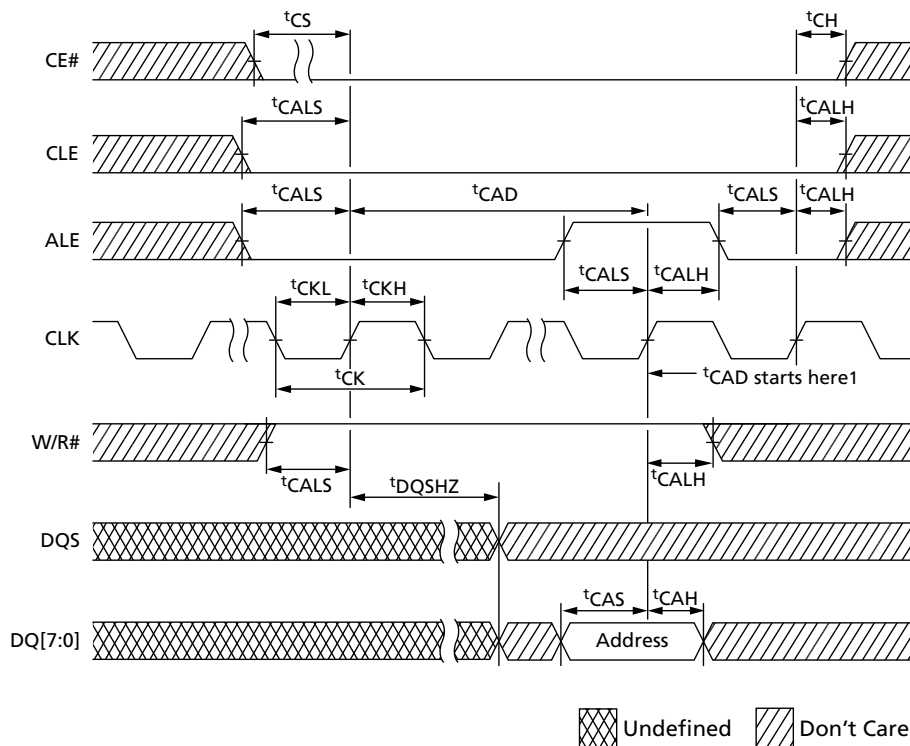 tCS tCH
CE#
tCALS tCALH
CLE
tCALS tCAD tCALS tCALH
ALE
tCALS tCALH
tCKL tCKH
CLK
tCK tCAD starts here1
W/R#
tCALS tDQSHZ tCALH
DQS
tCAS tCAH
DQ[7:0] Address
Undefined Don't Care